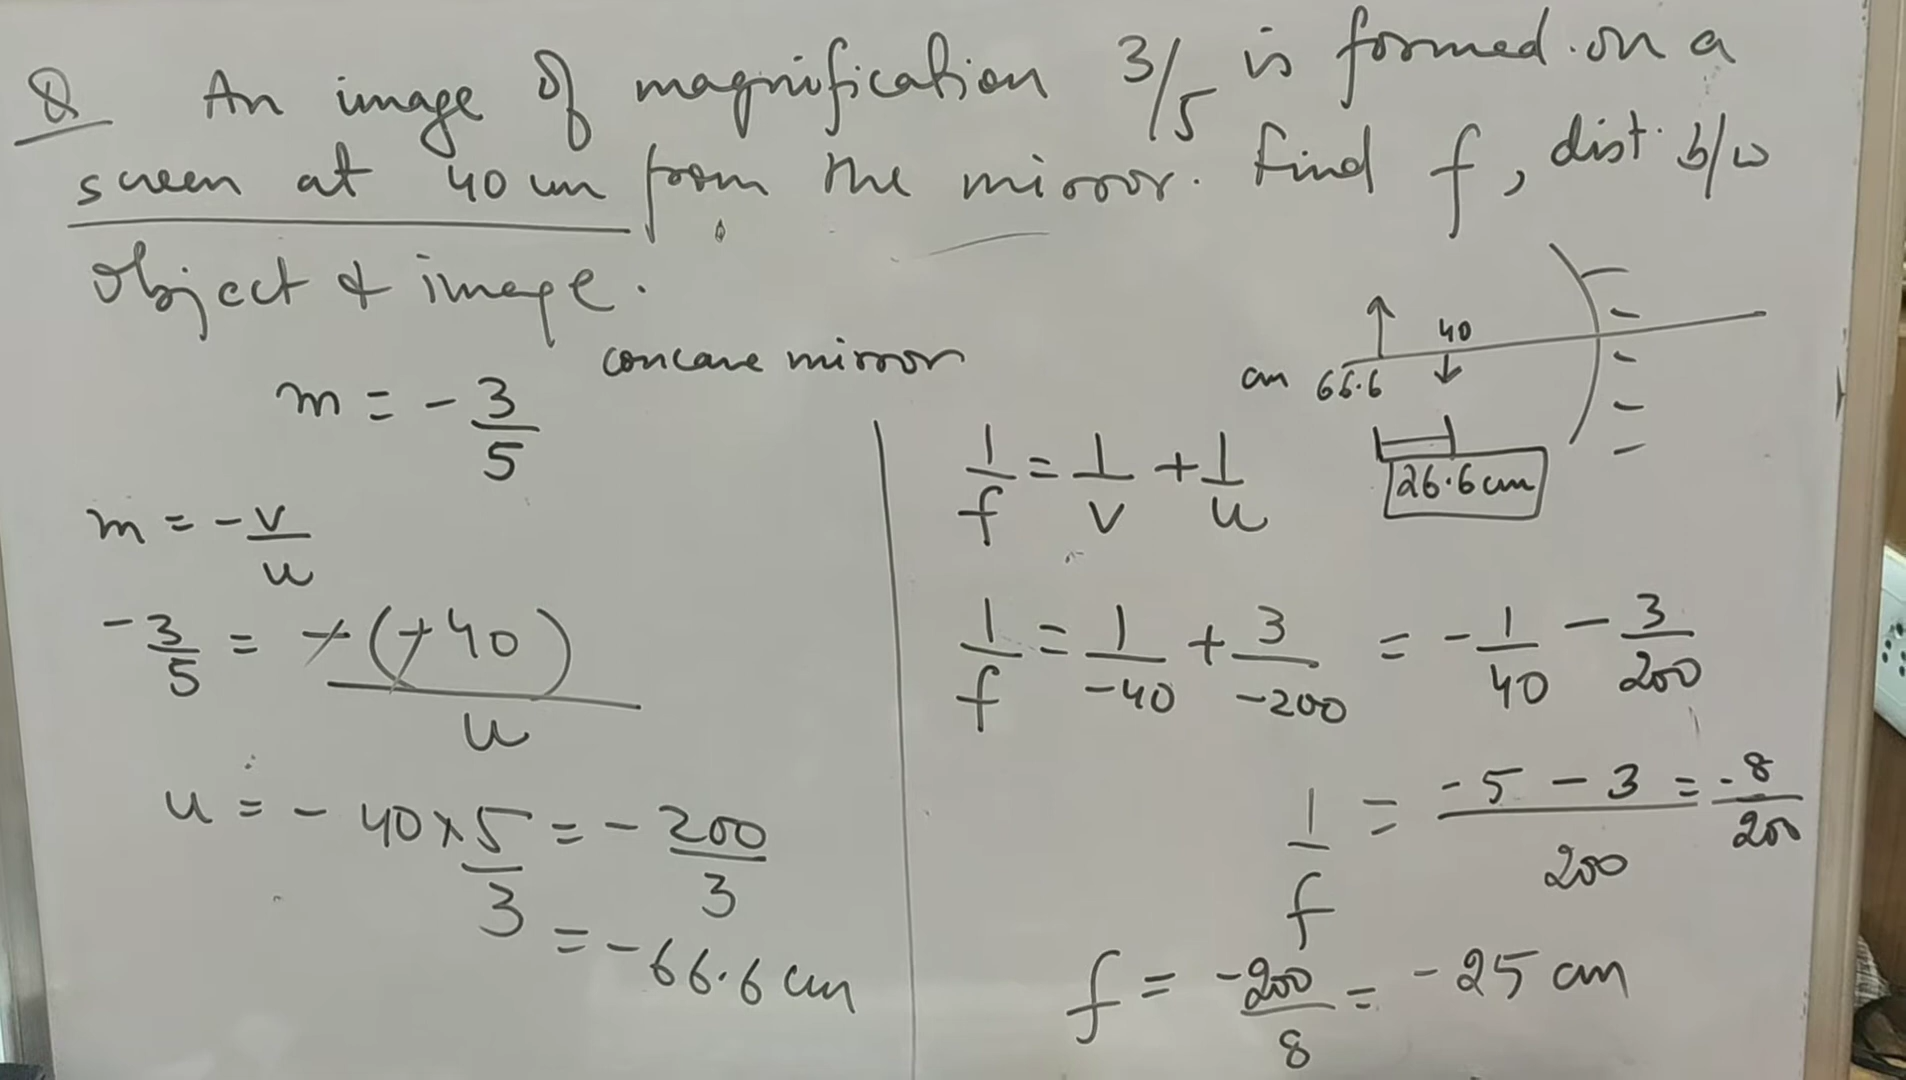 Q An image of magnification 3/5 is formed on a
screen at 40 cm from the mirror. Find f, dist. b/w
object & image.
concave mirror
m = -3/5
m = -v/u
-3/5 = -(-40)/u
u = -40×5/3 = -200/3
= -66.6 cm
40
cm 66.6
26.6 cm
1/f = 1/v + 1/u
1/f = 1/-40 + 3/-200 = -1/40 - 3/200
1/f = -5 - 3/200 = -8/200
f = -200/8 = -25 cm